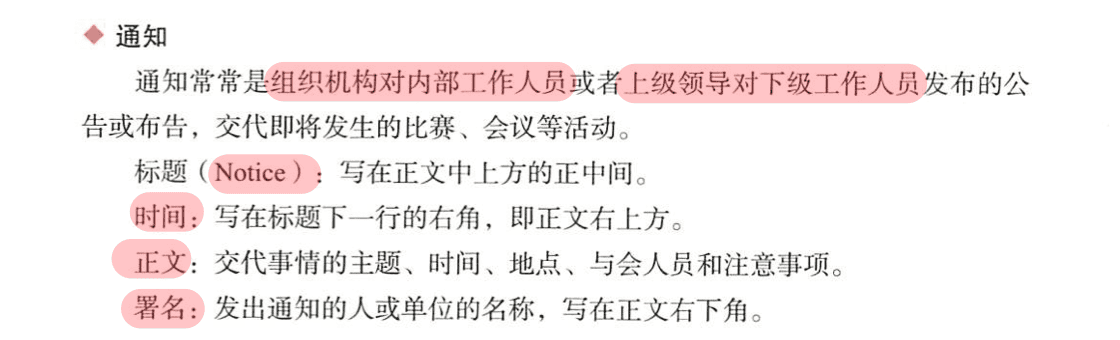 ◆ 通知
通知常常是组织机构对内部工作人员或者上级领导对下级工作人员发布的公
告或布告，交代即将发生的比赛、会议等活动。
标题（Notice）：写在正文中上方的正中间。
时间：写在标题下一行的右角，即正文右上方。
正文：交代事情的主题、时间、地点、与会人员和注意事项。
署名：发出通知的人或单位的名称，写在正文右下角。